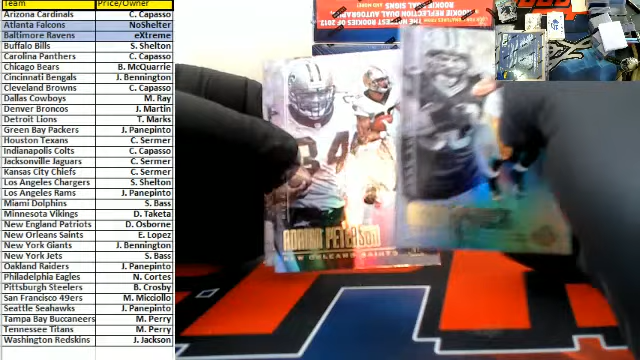 Team Price/Owner
Arizona Cardinals C. Capasso
Atlanta Falcons NoShelter
Baltimore Ravens eXtreme
Buffalo Bills S. Shelton
Carolina Panthers C. Capasso
Chicago Bears B. McQuarrie
Cincinnati Bengals J. Bennington
Cleveland Browns C. Capasso
Dallas Cowboys M. Ray
Denver Broncos J. Martin
Detroit Lions T. Marks
Green Bay Packers J. Panepinto
Houston Texans C. Sermer
Indianapolis Colts C. Capasso
Jacksonville Jaguars C. Sermer
Kansas City Chiefs C. Sermer
Los Angeles Chargers S. Shelton
Los Angeles Rams J. Panepinto
Miami Dolphins S. Bass
Minnesota Vikings D. Taketa
New England Patriots D. Osborne
New Orleans Saints E. Lopez
New York Giants J. Bennington
New York Jets S. Bass
Oakland Raiders J. Panepinto
Philadelphia Eagles N. Cortes
Pittsburgh Steelers B. Crosby
San Francisco 49ers M. Micciollo
Seattle Seahawks J. Panepinto
Tampa Bay Buccaneers M. Perry
Tennessee Titans M. Perry
Washington Redskins J. Jackson
ADRIAN PETERSON
NEW ORLEANS SAINTS